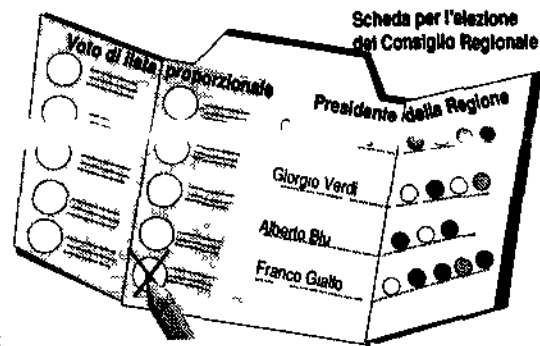 Scheda per l'elezione
del Consiglio Regionale
Voto di lista proporzionale
Presidente della Regione
Giorgio Verdi
Alberto Blu
Franco Giallo